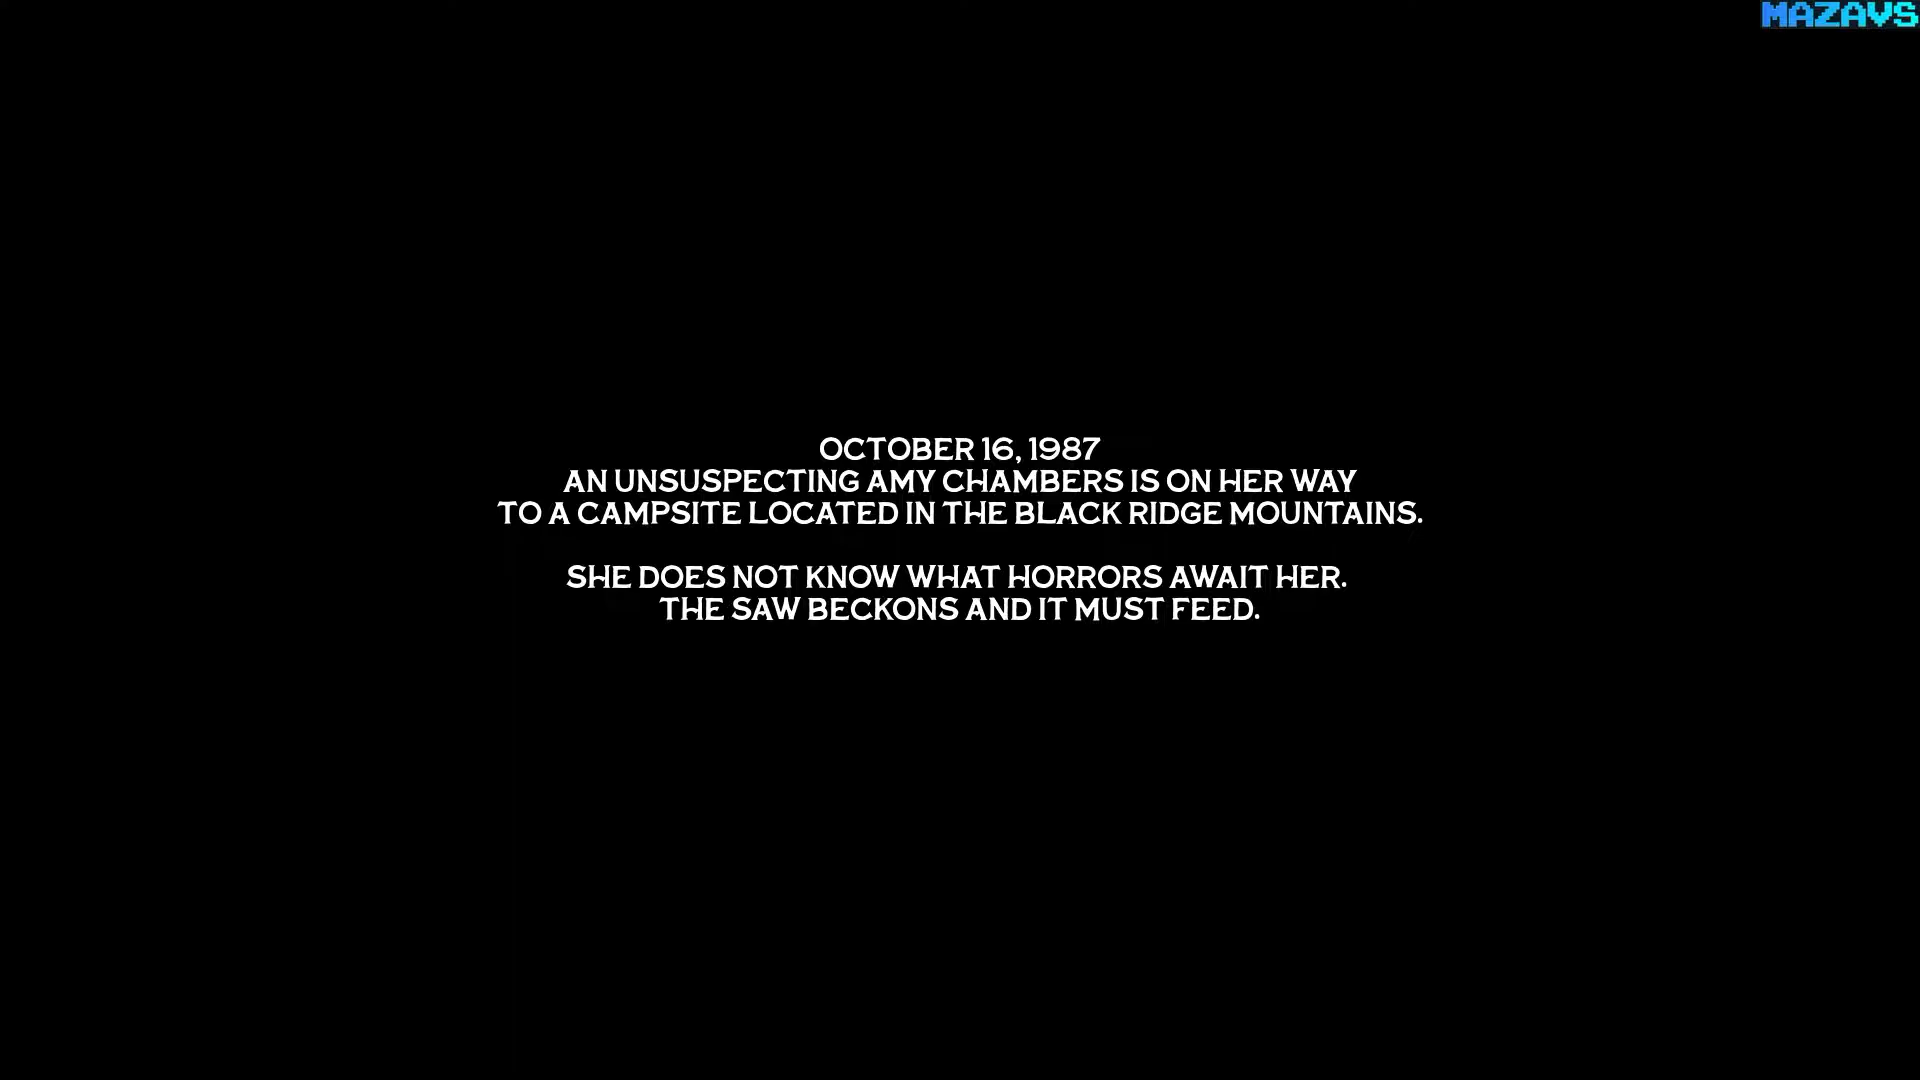 MAZAVS
OCTOBER 16, 1987
AN UNSUSPECTING AMY CHAMBERS IS ON HER WAY
TO A CAMPSITE LOCATED IN THE BLACK RIDGE MOUNTAINS.
SHE DOES NOT KNOW WHAT HORRORS AWAIT HER.
THE SAW BECKONS AND IT MUST FEED.